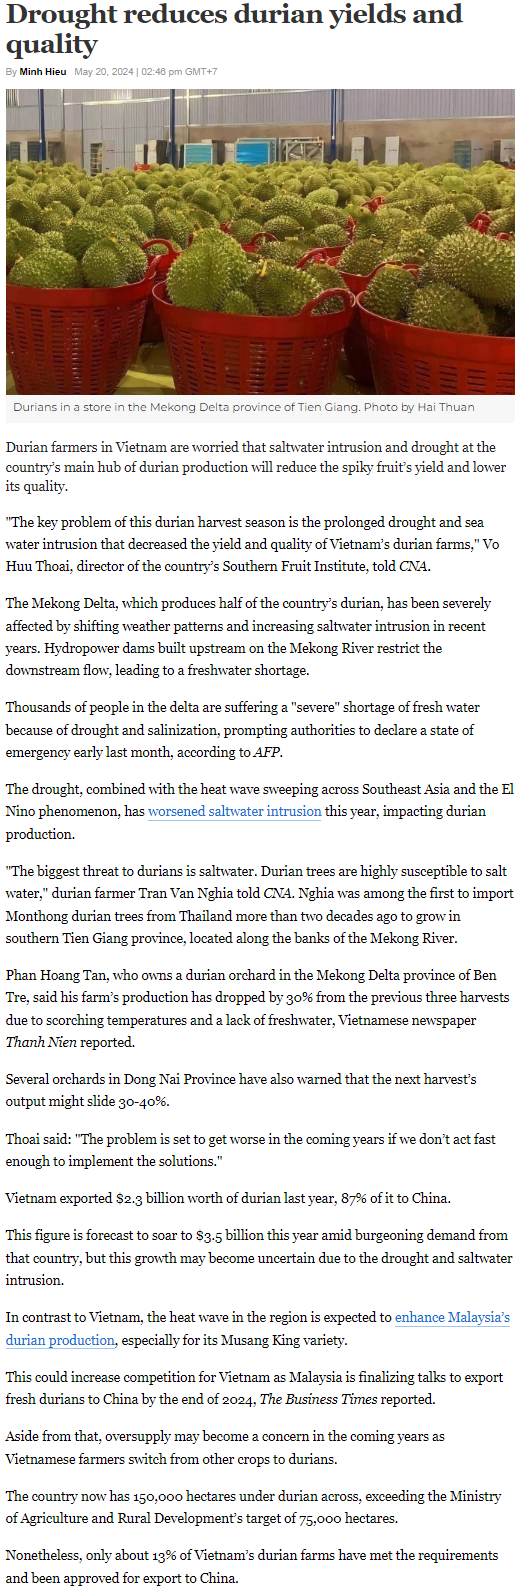 Drought reduces durian yields and
quality
By Minh Hieu May 20, 2024 | 02:46 pm GMT+7
Durians in a store in the Mekong Delta province of Tien Giang. Photo by Hai Thuan
Durian farmers in Vietnam are worried that saltwater intrusion and drought at the
country's main hub of durian production will reduce the spiky fruit's yield and lower
its quality.
"The key problem of this durian harvest season is the prolonged drought and sea
water intrusion that decreased the yield and quality of Vietnam's durian farms," Vo
Huu Thoai, director of the country's Southern Fruit Institute, told CNA.
The Mekong Delta, which produces half of the country's durian, has been severely
affected by shifting weather patterns and increasing saltwater intrusion in recent
years. Hydropower dams built upstream on the Mekong River restrict the
downstream flow, leading to a freshwater shortage.
Thousands of people in the delta are suffering a "severe" shortage of fresh water
because of drought and salinization, prompting authorities to declare a state of
emergency early last month, according to AFP.
The drought, combined with the heat wave sweeping across Southeast Asia and the El
Nino phenomenon, has worsened saltwater intrusion this year, impacting durian
production.
"The biggest threat to durians is saltwater. Durian trees are highly susceptible to salt
water," durian farmer Tran Van Nghia told CNA. Nghia was among the first to import
Monthong durian trees from Thailand more than two decades ago to grow in
southern Tien Giang province, located along the banks of the Mekong River.
Phan Hoang Tan, who owns a durian orchard in the Mekong Delta province of Ben
Tre, said his farm's production has dropped by 30% from the previous three harvests
due to scorching temperatures and a lack of freshwater, Vietnamese newspaper
Thanh Nien reported.
Several orchards in Dong Nai Province have also warned that the next harvest's
output might slide 30-40%.
Thoai said: "The problem is set to get worse in the coming years if we don't act fast
enough to implement the solutions."
Vietnam exported $2.3 billion worth of durian last year, 87% of it to China.
This figure is forecast to soar to $3.5 billion this year amid burgeoning demand from
that country, but this growth may become uncertain due to the drought and saltwater
intrusion.
In contrast to Vietnam, the heat wave in the region is expected to enhance Malaysia's
durian production, especially for its Musang King variety.
This could increase competition for Vietnam as Malaysia is finalizing talks to export
fresh durians to China by the end of 2024, The Business Times reported.
Aside from that, oversupply may become a concern in the coming years as
Vietnamese farmers switch from other crops to durians.
The country now has 150,000 hectares under durian across, exceeding the Ministry
of Agriculture and Rural Development's target of 75,000 hectares.
Nonetheless, only about 13% of Vietnam's durian farms have met the requirements
and been approved for export to China.